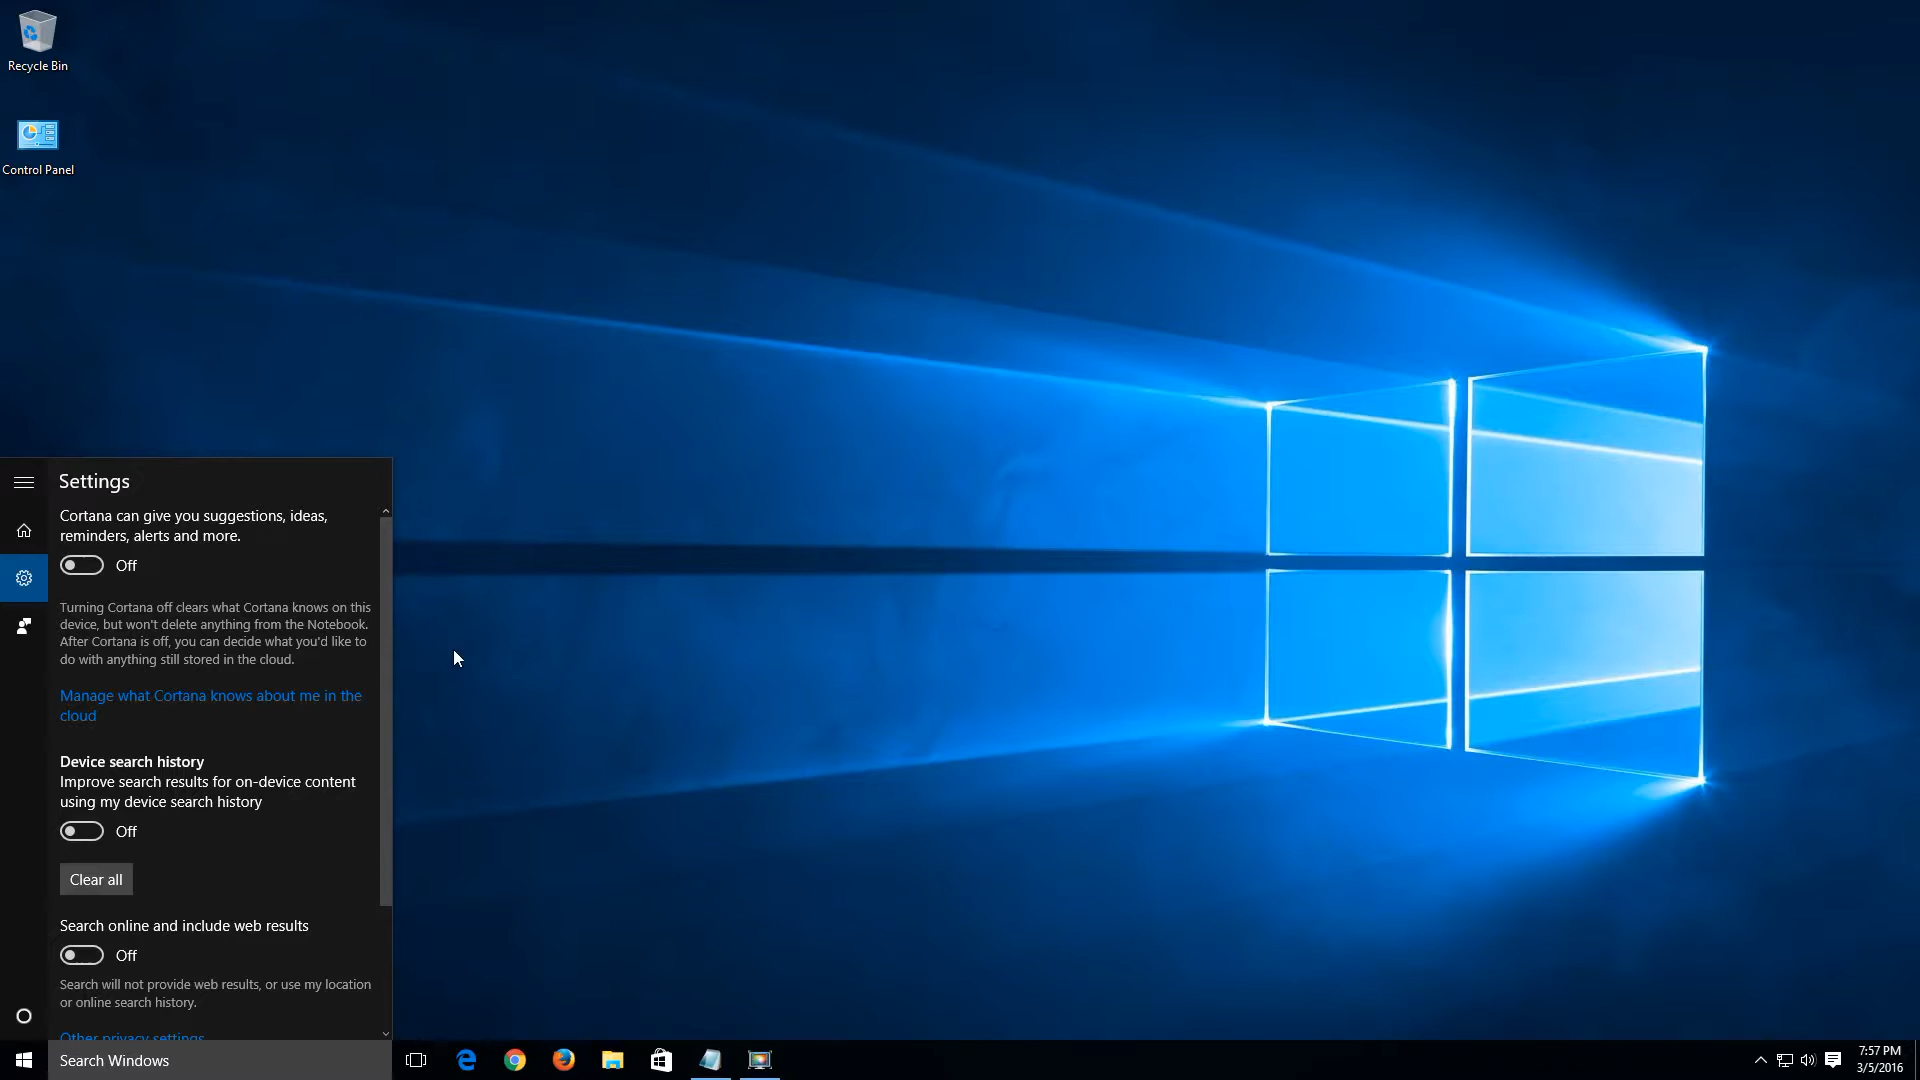 Recycle Bin
Control Panel
Settings
Cortana can give you suggestions, ideas,
reminders, alerts and more.
Off
Turning Cortana off clears what Cortana knows on this
device, but won't delete anything from the Notebook.
After Cortana is off, you can decide what you'd like to
do with anything still stored in the cloud.
Manage what Cortana knows about me in the
cloud
Device search history
Improve search results for on-device content
using my device search history
Off
Clear all
Search online and include web results
Off
Search will not provide web results, or use my location
or online search history.
Other privacy settings
Search Windows
7:57 PM
3/5/2016